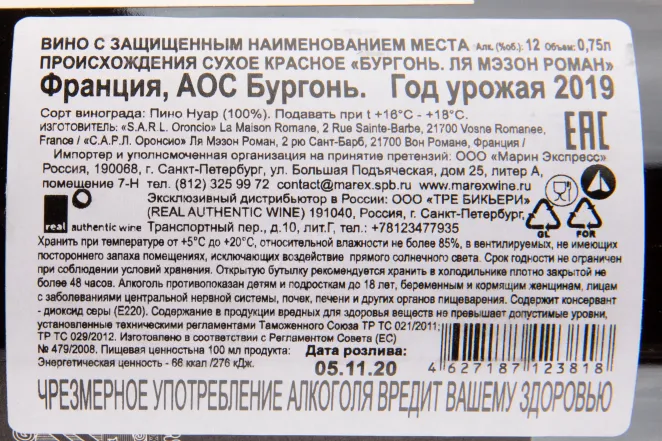 ВИНО С ЗАЩИЩЕННЫМ НАИМЕНОВАНИЕМ МЕСТА Алк.(%об.): 12 Объем: 0,75л
ПРОИСХОЖДЕНИЯ СУХОЕ КРАСНОЕ «БУРГОНЬ. ЛЯ МЭЗОН РОМАН»
Франция, АОС Бургонь. Год урожая 2019
Сорт винограда: Пино Нуар (100%). Подавать при t +16°C - +18°C.
ИЗГОТОВИТЕЛЬ: «S.A.R.L. Oroncio» La Maison Romane, 2 Rue Sainte-Barbe, 21700 Vosne Romanee,
France / «С.А.Р.Л. Оронсио» Ля Мэзон Роман, 2 рю Сант-Барб, 21700 Вон Романе, Франция /
Импортер и уполномоченная организация на принятие претензий: ООО «Марин Экспресс»
Россия, 190068, г. Санкт-Петербург, ул. Большая Подъяческая, дом 25, литер А,
помещение 7-Н тел. (812) 325 99 72 contact@marex.spb.ru www.marexwine.ru
Эксклюзивный дистрибьютор в России: ООО «ТРЕ БИКЬЕРИ»
(REAL AUTHENTIC WINE) 191040, Россия, г. Санкт-Петербург,
Транспортный пер., д.10, лит.Г, тел.: +78123477935
real authentic wine
EAC
GL FOR
Хранить при температуре от +5°C до +20°C, относительной влажности не более 85%, в вентилируемых, не имеющих
постороннего запаха помещениях, исключающих воздействие прямого солнечного света. Срок годности не ограничен
при соблюдении условий хранения. Открытую бутылку рекомендуется хранить в холодильнике плотно закрытой не
более 48 часов. Алкоголь противопоказан детям и подросткам до 18 лет, беременным и кормящим женщинам, лицам
с заболеваниями центральной нервной системы, почек, печени и других органов пищеварения. Содержит консервант
- диоксид серы (E220). Содержание в продукции вредных для здоровья веществ не превышает допустимые уровни,
установленные техническими регламентами Таможенного Союза ТР ТС 021/2011;
ТР ТС 029/2012. Изготовлено в соответствии с Регламентом Совета (ЕС)
№ 479/2008. Пищевая ценность на 100 мл продукта:
Энергетическая ценность - 66 ккал /276 кДж.
Дата розлива:
05.11.20
4 627187 123818
ЧРЕЗМЕРНОЕ УПОТРЕБЛЕНИЕ АЛКОГОЛЯ ВРЕДИТ ВАШЕМУ ЗДОРОВЬЮ